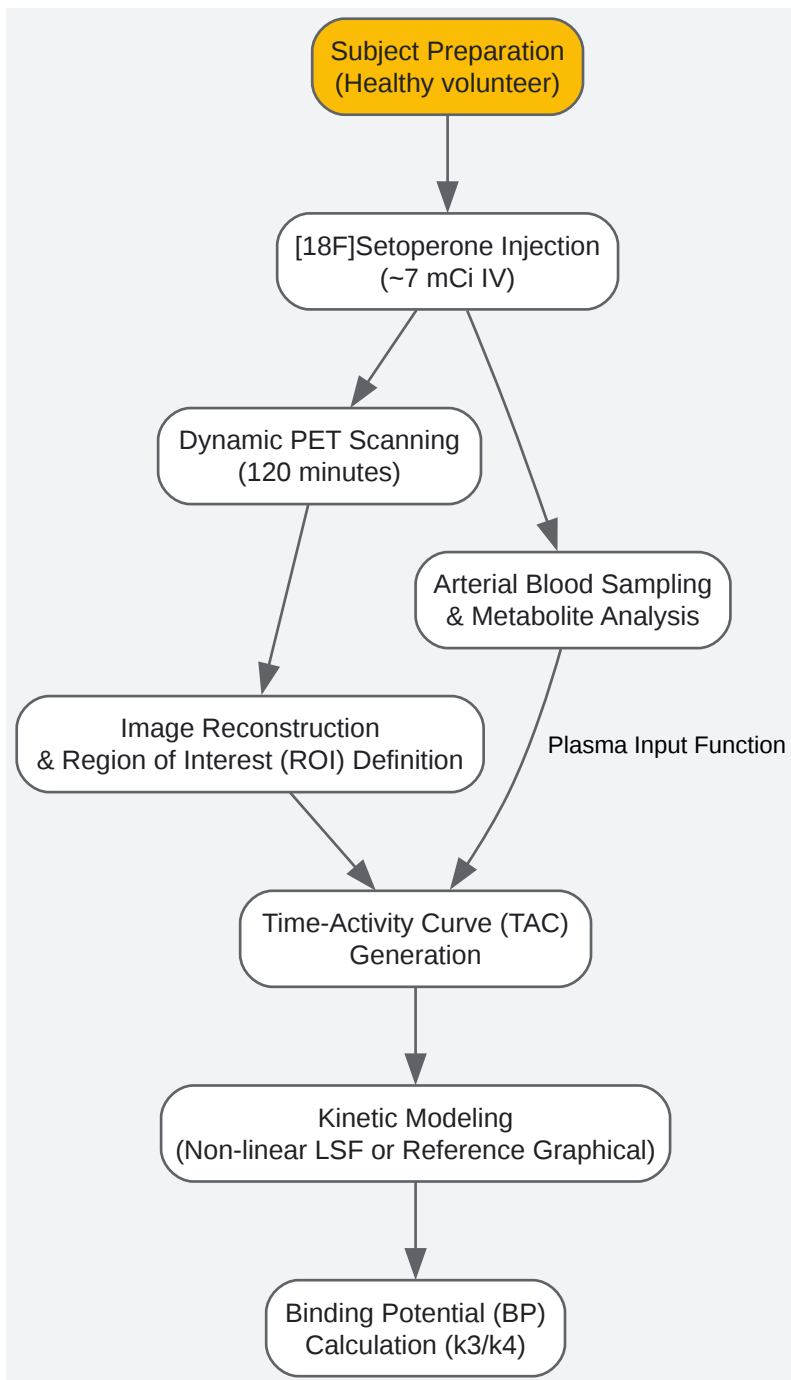 Subject Preparation
(Healthy volunteer)
[18F]Setoperone Injection
(~7 mCi IV)
Dynamic PET Scanning
(120 minutes)
Arterial Blood Sampling
& Metabolite Analysis
Image Reconstruction
& Region of Interest (ROI) Definition
Plasma Input Function
Time-Activity Curve (TAC)
Generation
Kinetic Modeling
(Non-linear LSF or Reference Graphical)
Binding Potential (BP)
Calculation (k3/k4)